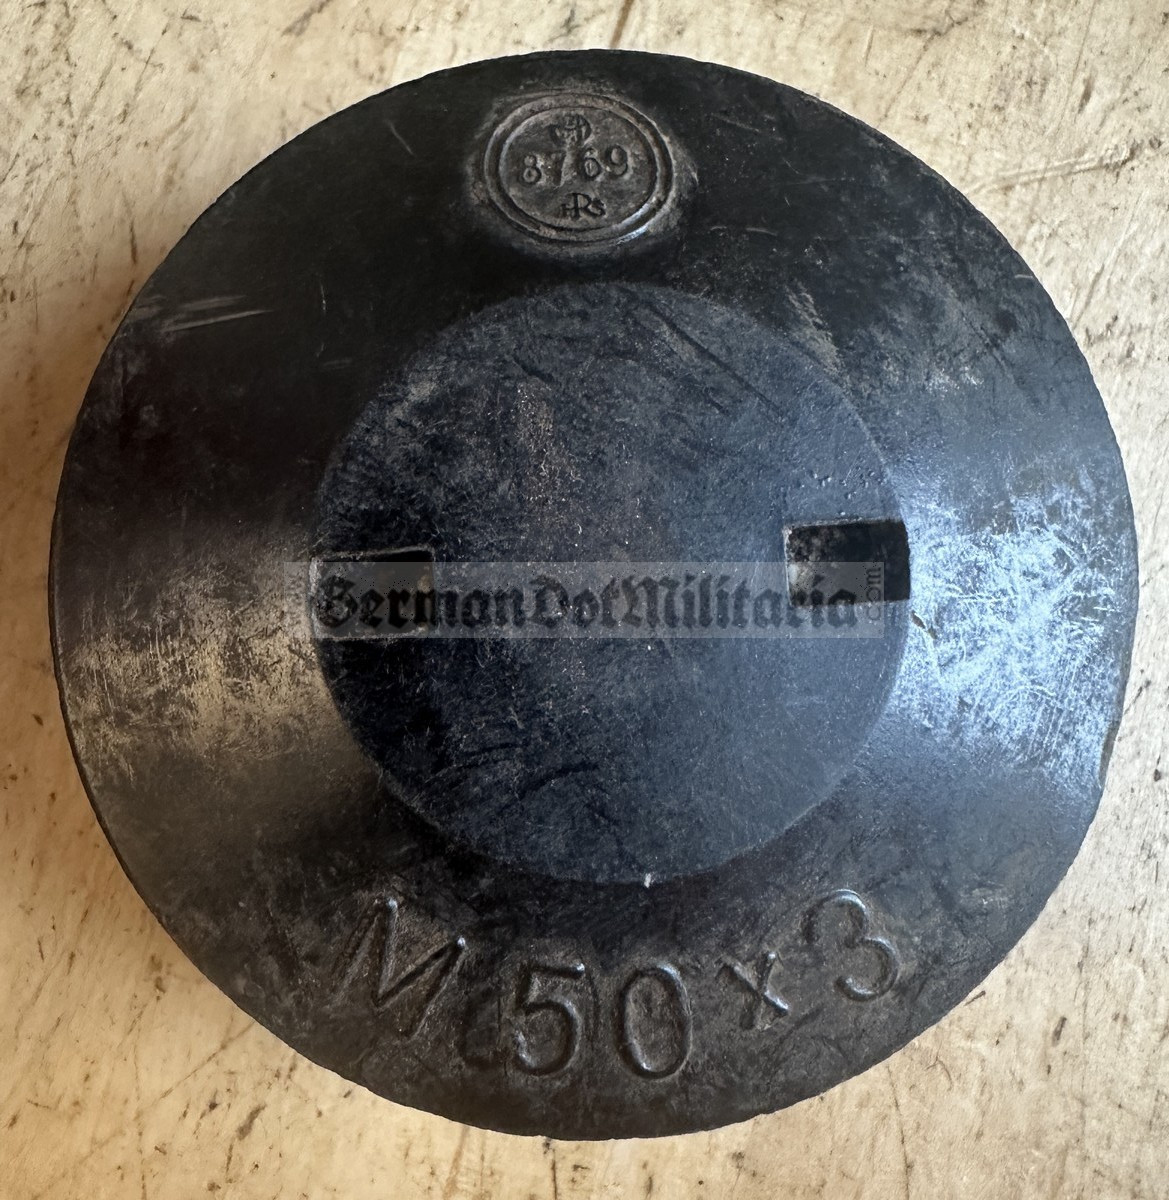 8769
GermanDotMilitaria
.com
M 50 x 3